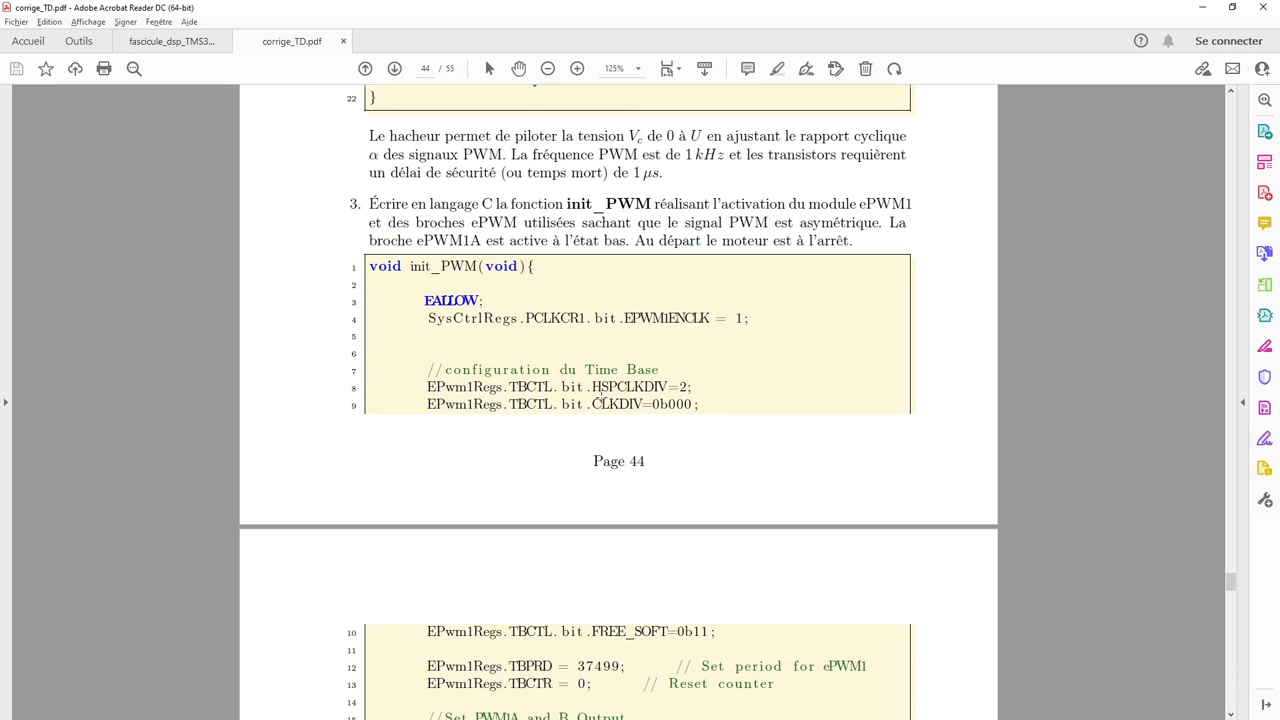 corrige_TD.pdf - Adobe Acrobat Reader DC (64-bit)
Fichier Edition Affichage Signer Fenêtre Aide
Accueil Outils fascicule_dsp_TMS3... corrige_TD.pdf × Se connecter
44 / 55 125%
22 }
Le hacheur permet de piloter la tension Vc de 0 à U en ajustant le rapport cyclique
α des signaux PWM. La fréquence PWM est de 1 kHz et les transistors requièrent
un délai de sécurité (ou temps mort) de 1 µs.
3. Écrire en langage C la fonction init_PWM réalisant l'activation du module ePWM1
et des broches ePWM utilisées sachant que le signal PWM est asymétrique. La
broche ePWM1A est active à l'état bas. Au départ le moteur est à l'arrêt.
1 void init_PWM(void){
2
3 EALLOW;
4 SysCtrlRegs.PCLKCR1.bit.EPWM1ENCLK = 1;
5
6
7 //configuration du Time Base
8 EPwm1Regs.TBCTL.bit.HSPCLKDIV=2;
9 EPwm1Regs.TBCTL.bit.CLKDIV=0b000;
Page 44
10 EPwm1Regs.TBCTL.bit.FREE_SOFT=0b11;
11
12 EPwm1Regs.TBPRD = 37499; // Set period for ePWM1
13 EPwm1Regs.TBCTR = 0; // Reset counter
14
15 //Set PWM1A and B Output